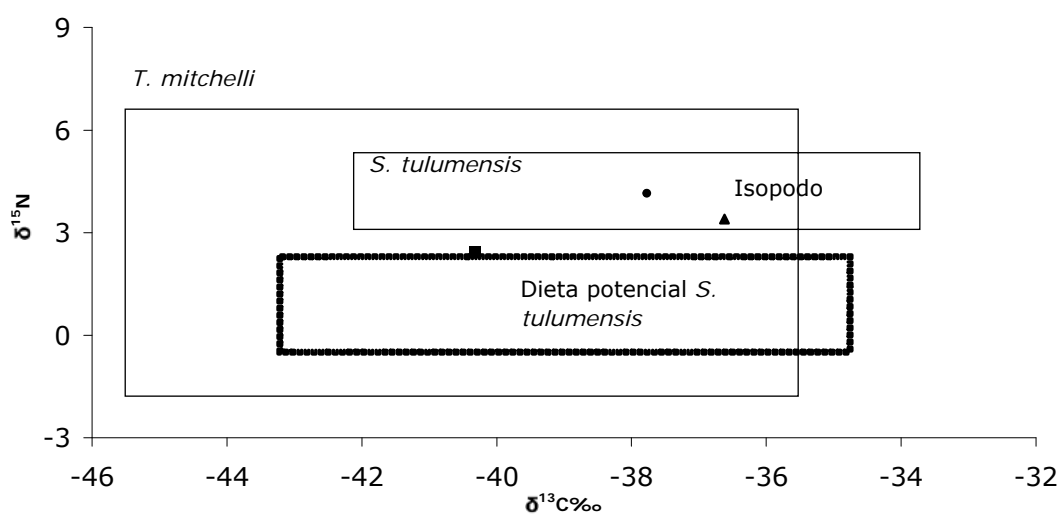 9
T. mitchelli
6
S. tulumensis
Isopodo
3
δ¹⁵N
Dieta potencial S.
tulumensis
0
-3
-46 -44 -42 -40 -38 -36 -34 -32
δ¹³C‰